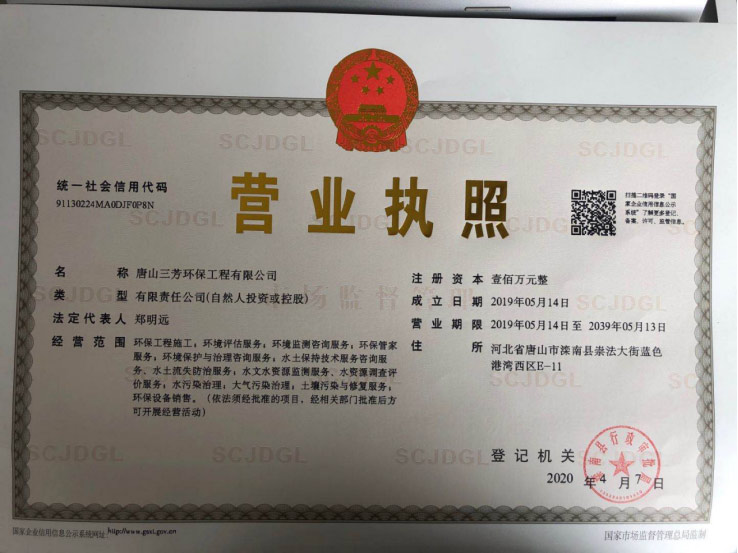 营业执照
统一社会信用代码
91130224MA0DJF0P8N
扫描二维码登录"国
家企业信用信息公示
系统"了解更多登记、
备案、许可、监管信息。
名称 唐山三芳环保工程有限公司
类型 有限责任公司(自然人投资或控股)
法定代表人 郑明远
经营范围 环保工程施工；环境评估服务；环境监测咨询服务；环保管家
服务；环境保护与治理咨询服务；水土保持技术服务咨询服
务、水土流失防治服务；水文水资源监测服务、水资源调查评
价服务；水污染治理；大气污染治理；土壤污染与修复服务；
环保设备销售。（依法须经批准的项目，经相关部门批准后方
可开展经营活动）
注册资本 壹佰万元整
成立日期 2019年05月14日
营业期限 2019年05月14日 至 2039年05月13日
住所 河北省唐山市滦南县崇法大街蓝色
港湾西区E-11
登记机关
滦南县行政审批局
2020 年 4 月 7 日
国家企业信用信息公示系统网址：http://www.gsxt.gov.cn
国家市场监督管理总局监制
SCJDGL
市场监督管理